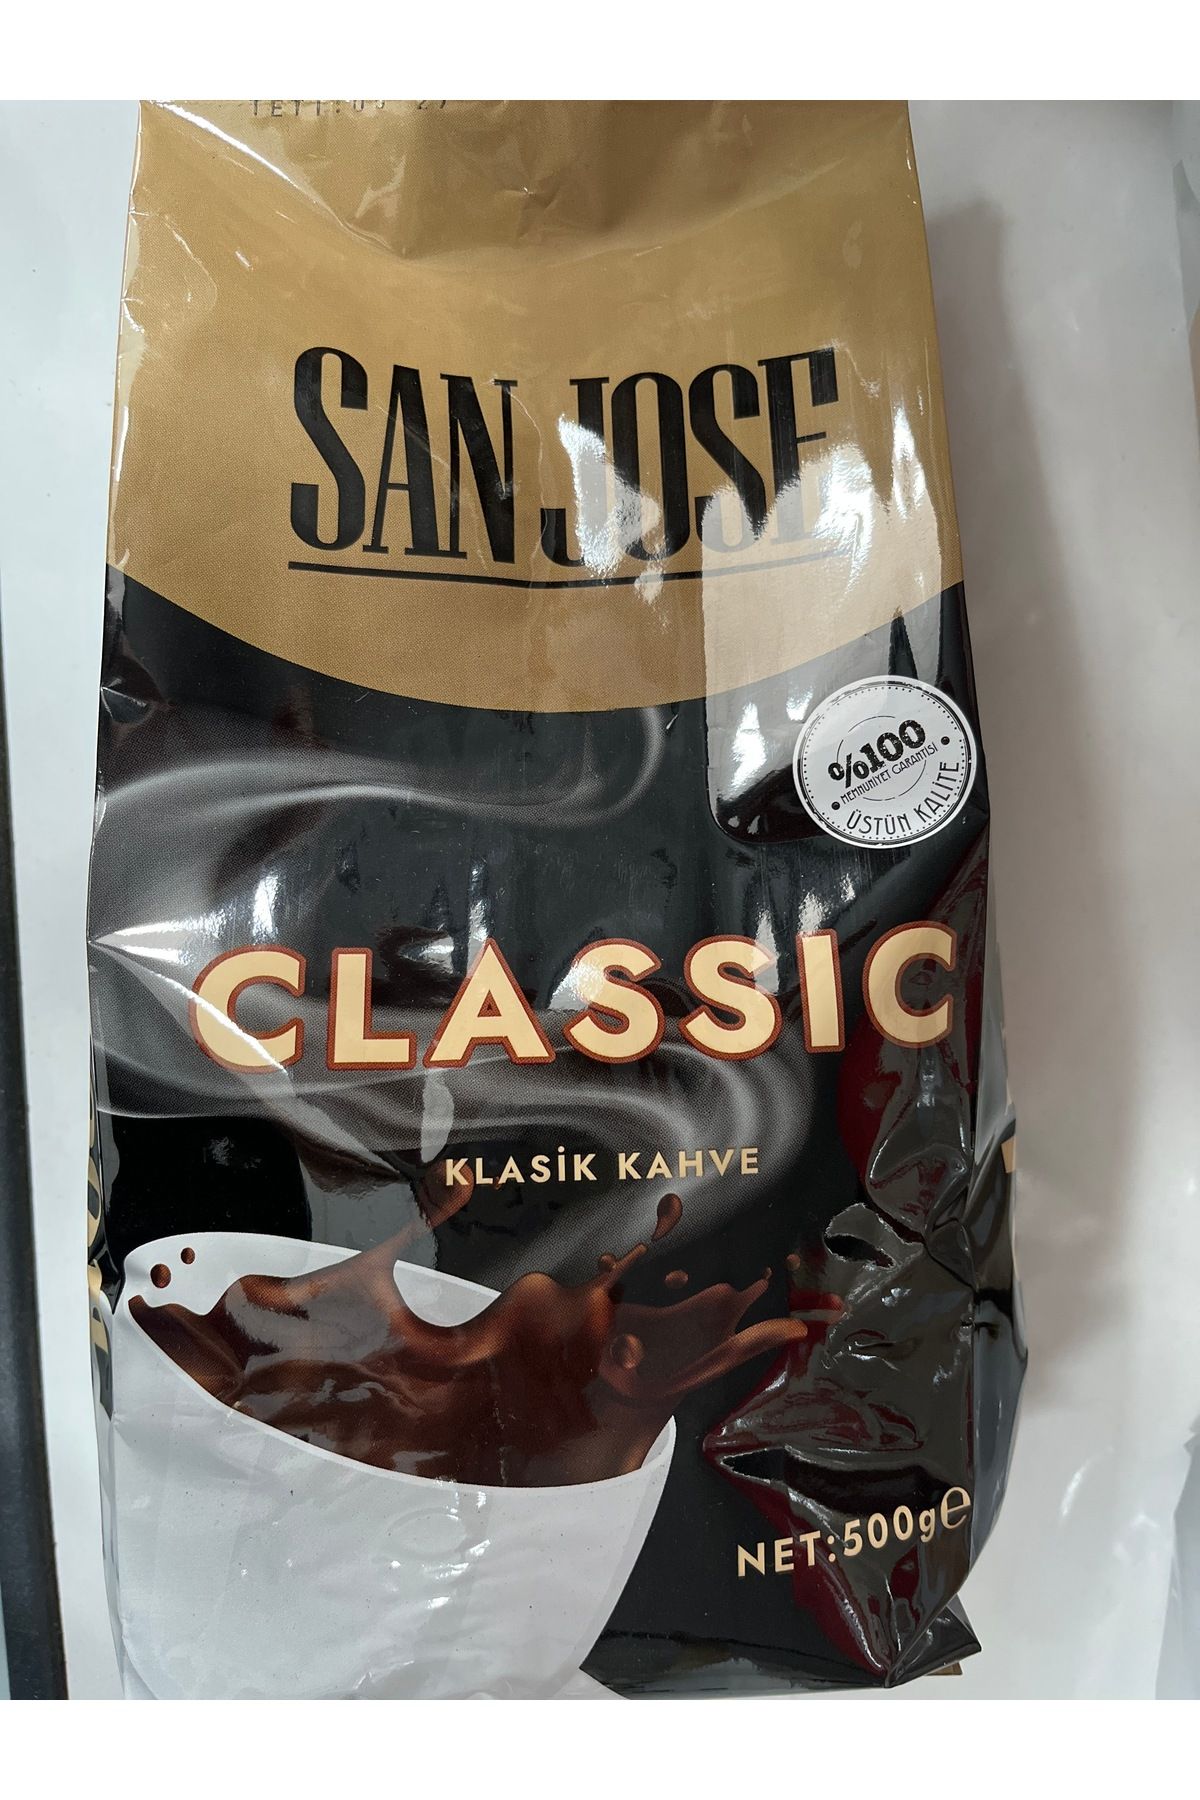 SAN JOSE
%100
MEMNUNİYET GARANTİSİ
ÜSTÜN KALİTE
CLASSIC
KLASİK KAHVE
NET:500g℮